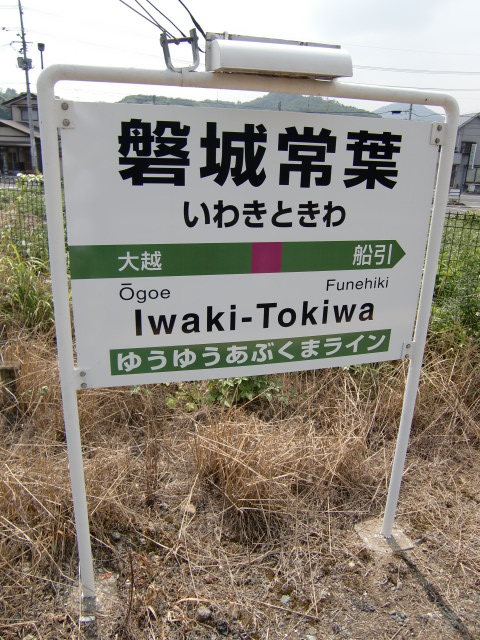 磐城常葉
いわきときわ
大越 船引
Ōgoe Funehiki
Iwaki-Tokiwa
ゆうゆうあぶくまライン